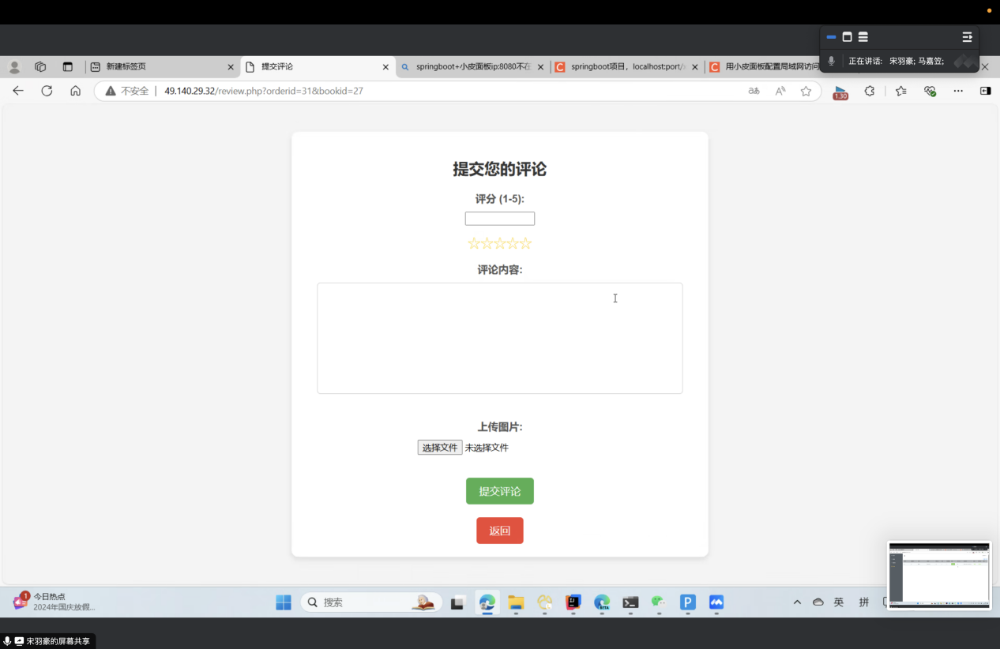 正在讲话: 宋羽豪; 马嘉笠;
新建标签页
提交评论
springboot+小皮面板ip:8080不在
springboot项目，localhost:port/
用小皮面板配置局域网访问
不安全
49.140.29.32/review.php?orderid=31&bookid=27
1.30
提交您的评论
评分 (1-5):
☆☆☆☆☆
评论内容:
上传图片:
选择文件 未选择文件
提交评论
返回
1
今日热点
2024年国庆放假...
搜索
英
拼
宋羽豪的屏幕共享